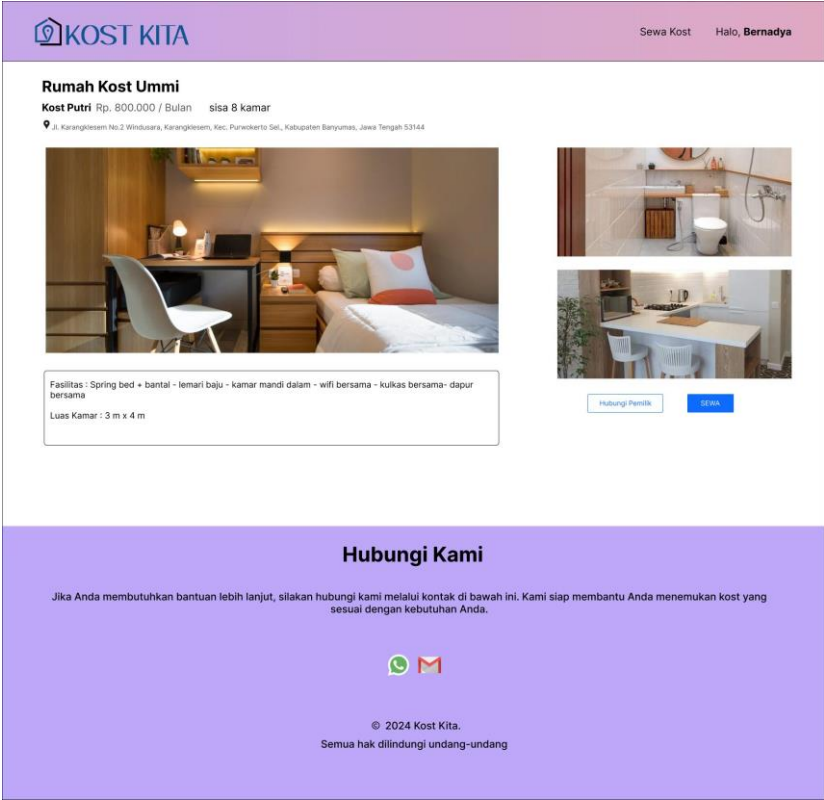 KOST KITA
Sewa Kost
Halo, Bernadya
Rumah Kost Ummi
Kost Putri Rp. 800.000 / Bulan sisa 8 kamar
Jl. Karangklesem No.2 Windusara, Karangklesem, Kec. Purwokerto Sel., Kabupaten Banyumas, Jawa Tengah 53144
Fasilitas : Spring bed + bantal - lemari baju - kamar mandi dalam - wifi bersama - kulkas bersama- dapur
bersama
Luas Kamar : 3 m x 4 m
Hubungi Pemilik
SEWA
Hubungi Kami
Jika Anda membutuhkan bantuan lebih lanjut, silakan hubungi kami melalui kontak di bawah ini. Kami siap membantu Anda menemukan kost yang
sesuai dengan kebutuhan Anda.
© 2024 Kost Kita.
Semua hak dilindungi undang-undang